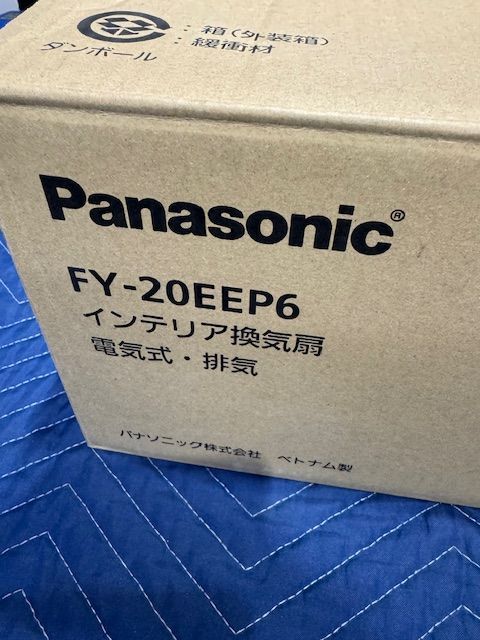 ダンボール
：箱（外装箱）
：緩衝材
Panasonic®
FY-20EEP6
インテリア換気扇
電気式・排気
パナソニック株式会社 ベトナム製